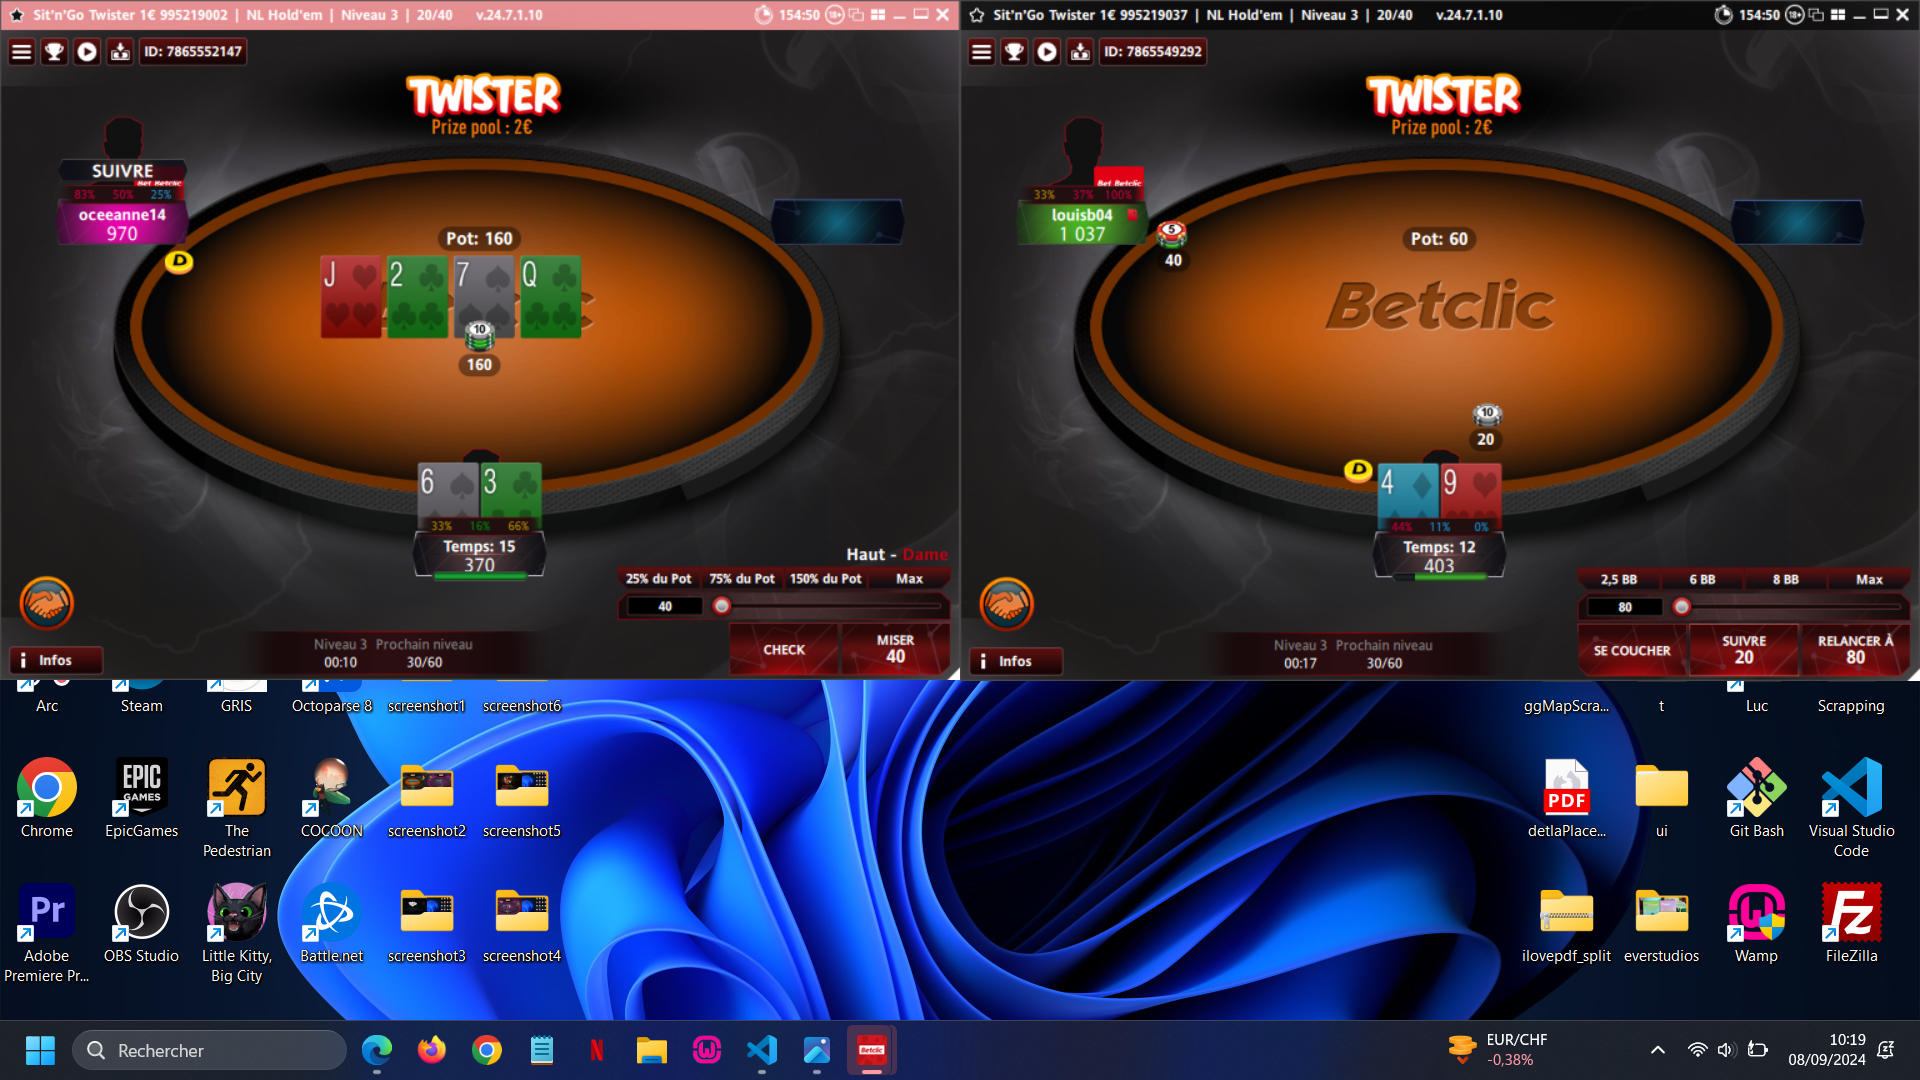 Sit'n'Go Twister 1€ 995219002 | NL Hold'em | Niveau 3 | 20/40 v.24.7.1.10
154:50 18+
ID: 7865552147
TWISTER
Prize pool : 2€
SUIVRE
Bet Betclic
83% 50% 25%
oceeanne14
970
D
Pot: 160
J 2 7 Q
10
160
6 3
33% 16% 66%
Temps: 15
370
Haut - Dame
25% du Pot 75% du Pot 150% du Pot Max
40
CHECK
MISER
40
Niveau 3 Prochain niveau
00:10 30/60
i Infos
Sit'n'Go Twister 1€ 995219037 | NL Hold'em | Niveau 3 | 20/40 v.24.7.1.10
154:50 18+
ID: 7865549292
TWISTER
Prize pool : 2€
Bet Betclic
33% 37% 100%
louisb04
1 037
5
40
Pot: 60
Betclic
10
20
D
4 9
44% 11% 0%
Temps: 12
403
2,5 BB 6 BB 8 BB Max
80
SE COUCHER
SUIVRE
20
RELANCER À
80
Niveau 3 Prochain niveau
00:17 30/60
i Infos
Arc
Steam
GRIS
Octoparse 8
screenshot1
screenshot6
ggMapScra...
t
Luc
Scrapping
EPIC
GAMES
PDF
Chrome
EpicGames
The
Pedestrian
COCOON
screenshot2
screenshot5
detlaPlace...
ui
Git Bash
Visual Studio
Code
Pr
Fz
Adobe
Premiere Pr...
OBS Studio
Little Kitty,
Big City
Battle.net
screenshot3
screenshot4
ilovepdf_split
everstudios
Wamp
FileZilla
Rechercher
N
Betclic
EUR/CHF
-0,38%
10:19
08/09/2024